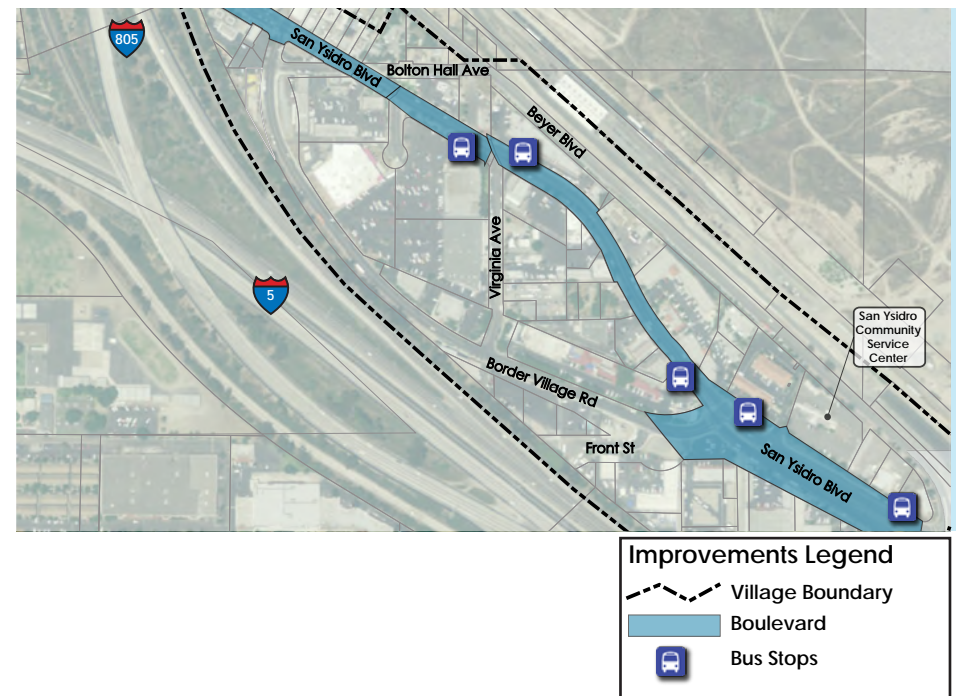 805
San Ysidro Blvd
Bolton Hall Ave
Beyer Blvd
Virginia Ave
5
San Ysidro
Community
Service
Center
Border Village Rd
Front St
San Ysidro Blvd
Improvements Legend
Village Boundary
Boulevard
Bus Stops